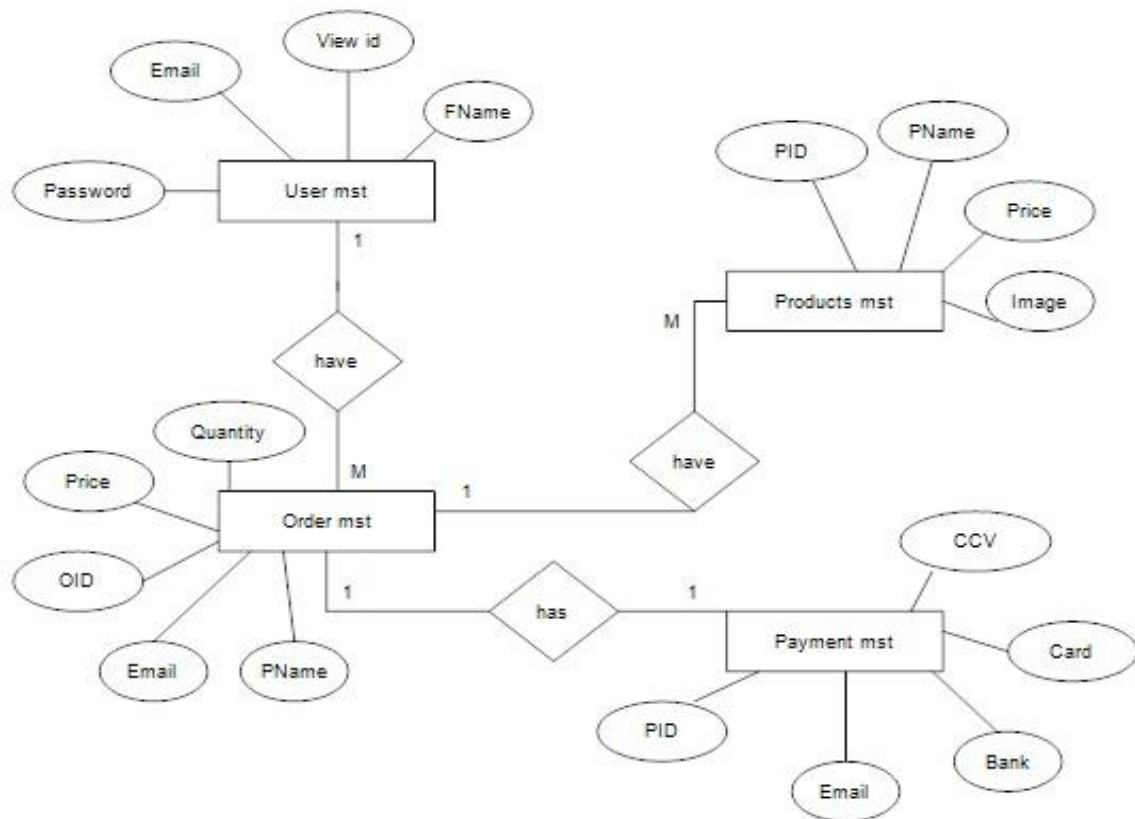 View id
Email
FName
Password
User mst
1
have
M
PID
PName
Price
Image
Products mst
M
have
1
Quantity
Price
OID
Email
PName
Order mst
1
has
1
CCV
Card
Payment mst
PID
Email
Bank